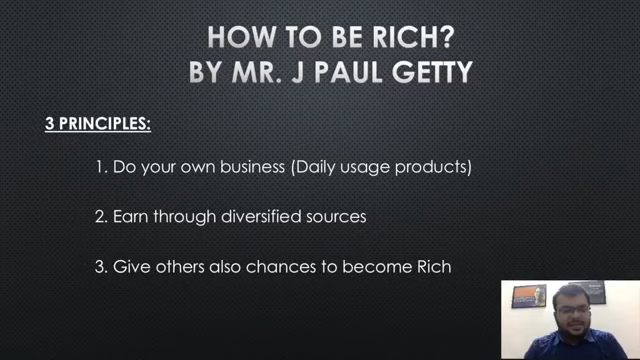 HOW TO BE RICH?
BY MR. J PAUL GETTY
3 PRINCIPLES:
1. Do your own business (Daily usage products)
2. Earn through diversified sources
3. Give others also chances to become Rich